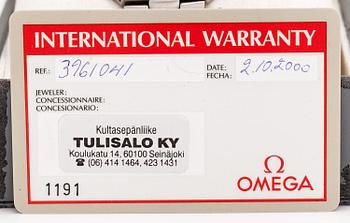 INTERNATIONAL WARRANTY
REF.: 3961041 DATE: 2.10.2000
FECHA:
JEWELER:
CONCESSIONNAIRE:
CONCESIONARIO:
Kultasepänliike
TULISALO KY
Koulukatu 14, 60100 Seinäjoki
☎ (06) 414 1464, 423 1431
1191
Ω
OMEGA